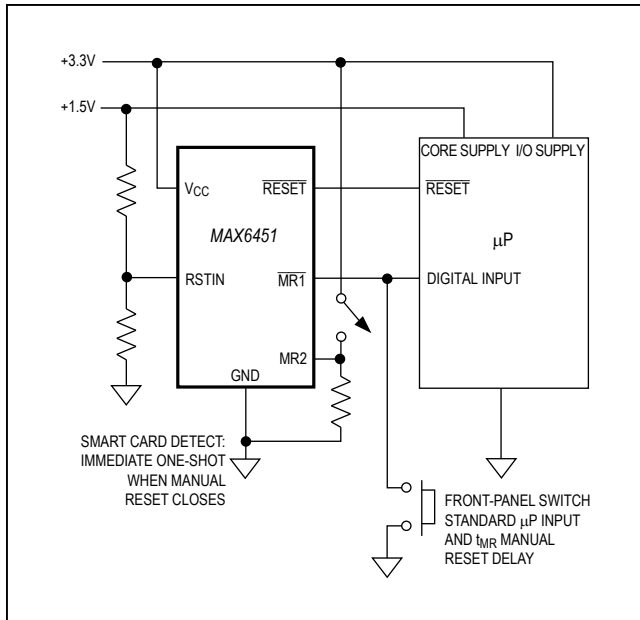 +3.3V
+1.5V
CORE SUPPLY I/O SUPPLY
VCC
RESET
RESET
MAX6451
μP
RSTIN
MR1
DIGITAL INPUT
MR2
GND
SMART CARD DETECT:
IMMEDIATE ONE-SHOT
WHEN MANUAL
RESET CLOSES
FRONT-PANEL SWITCH
STANDARD μP INPUT
AND tMR MANUAL
RESET DELAY